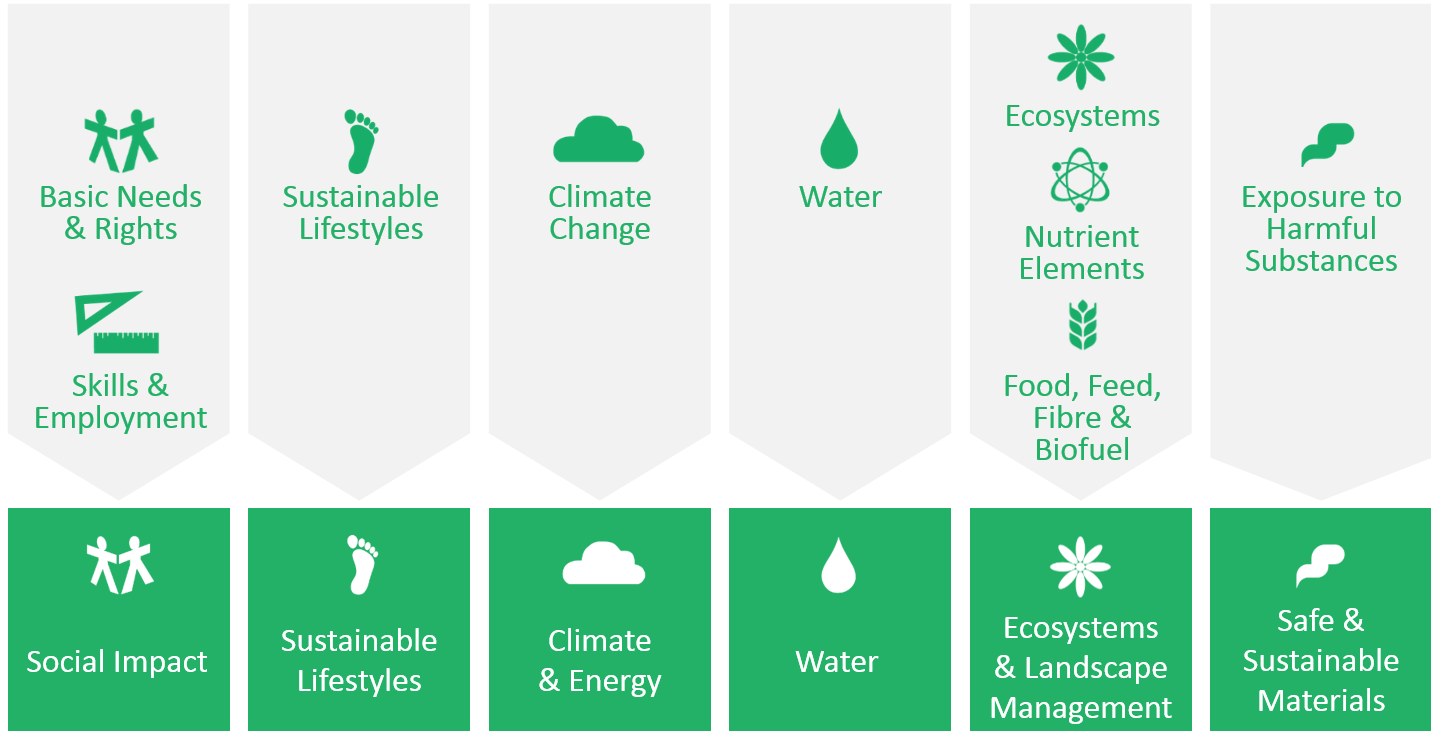 Basic Needs
& Rights
Skills &
Employment
Sustainable
Lifestyles
Climate
Change
Water
Ecosystems
Nutrient
Elements
Food, Feed,
Fibre &
Biofuel
Exposure to
Harmful
Substances
Social Impact
Sustainable
Lifestyles
Climate
& Energy
Water
Ecosystems
& Landscape
Management
Safe &
Sustainable
Materials